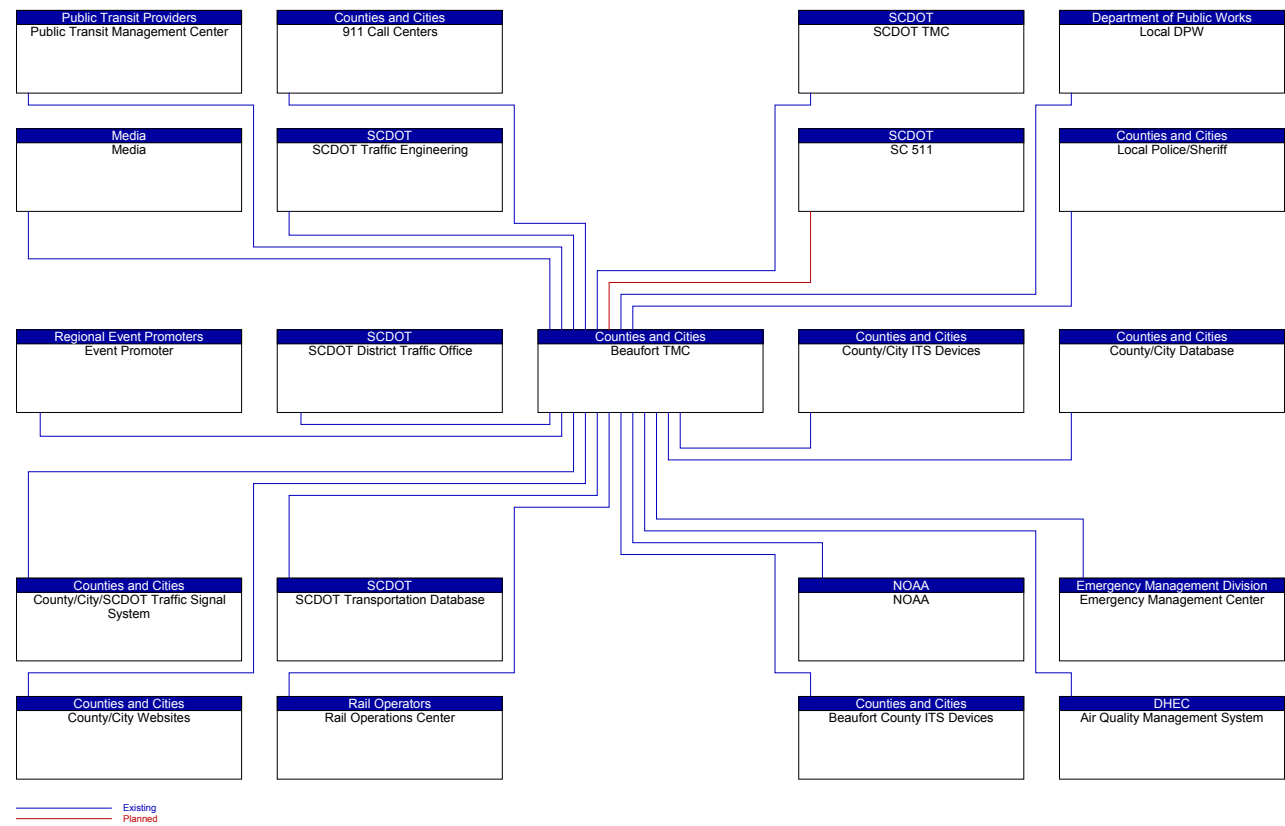 Public Transit Providers
Public Transit Management Center
Counties and Cities
911 Call Centers
SCDOT
SCDOT TMC
Department of Public Works
Local DPW
Media
Media
SCDOT
SCDOT Traffic Engineering
SCDOT
SC 511
Counties and Cities
Local Police/Sheriff
Regional Event Promoters
Event Promoter
SCDOT
SCDOT District Traffic Office
Counties and Cities
Beaufort TMC
Counties and Cities
County/City ITS Devices
Counties and Cities
County/City Database
Counties and Cities
County/City/SCDOT Traffic Signal
System
SCDOT
SCDOT Transportation Database
NOAA
NOAA
Emergency Management Division
Emergency Management Center
Counties and Cities
County/City Websites
Rail Operators
Rail Operations Center
Counties and Cities
Beaufort County ITS Devices
DHEC
Air Quality Management System
Existing
Planned